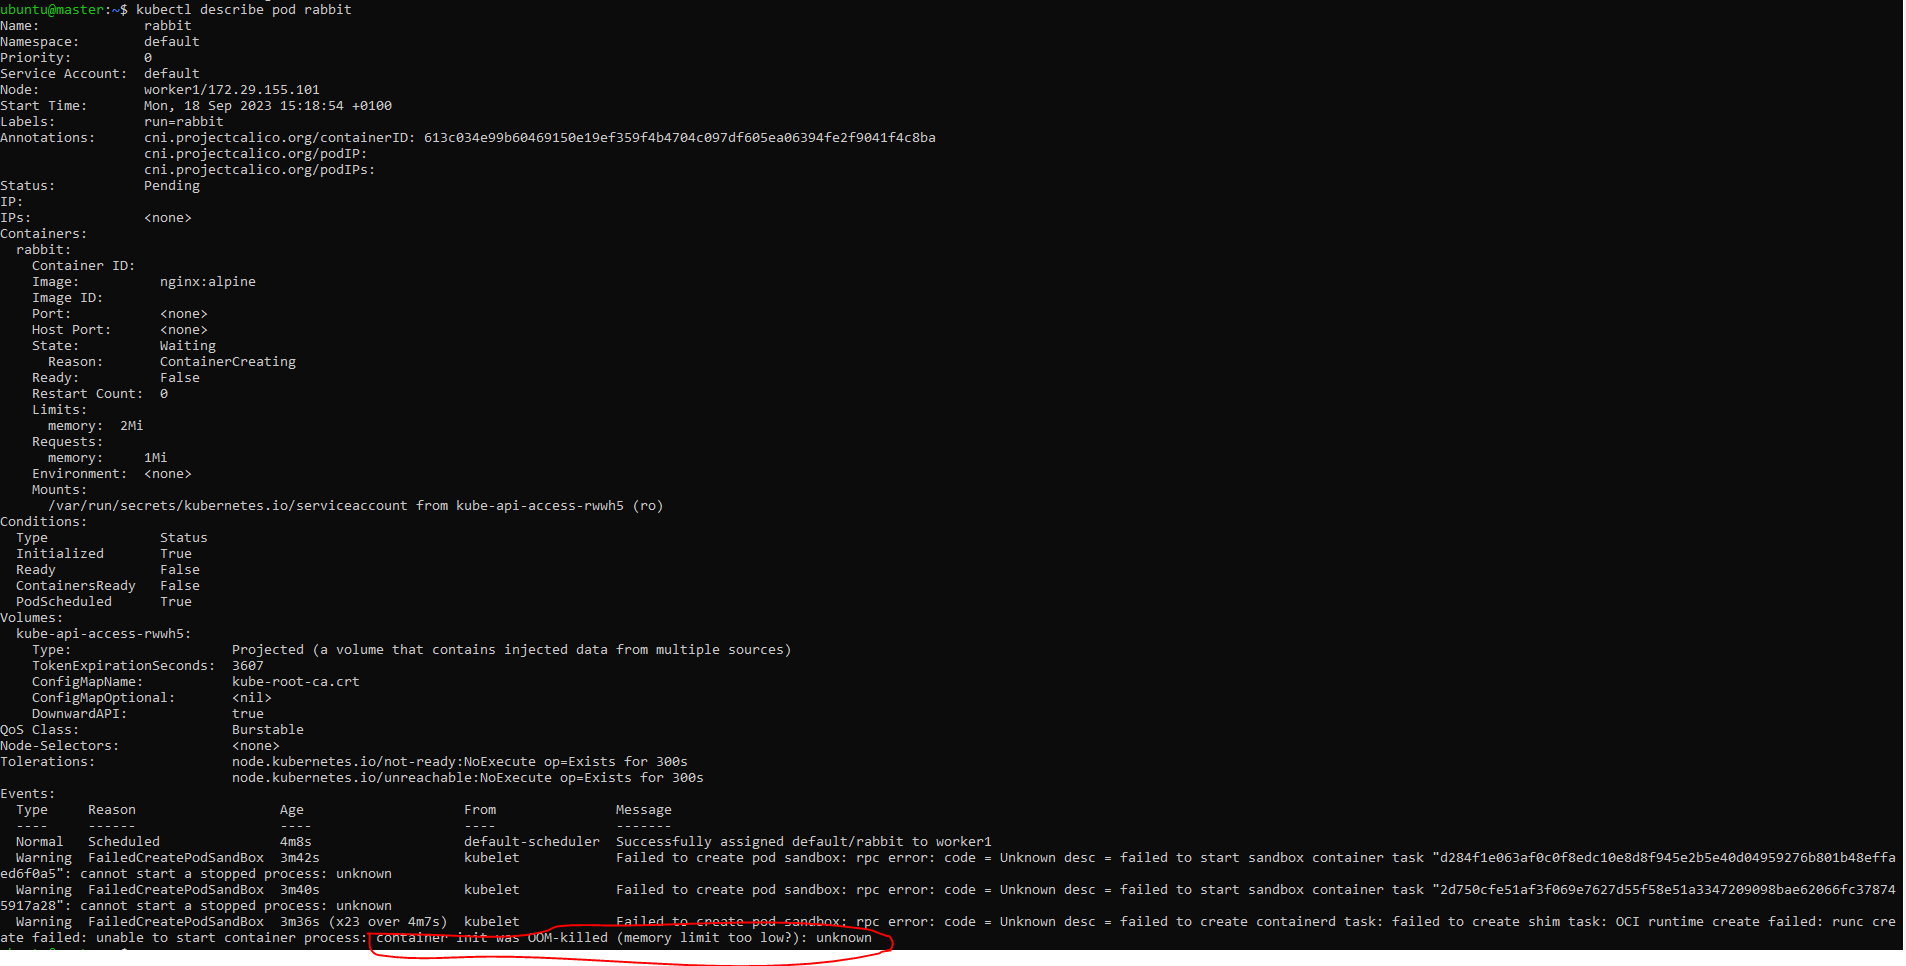 ubuntu@master:~$ kubectl describe pod rabbit
Name:             rabbit
Namespace:        default
Priority:         0
Service Account:  default
Node:             worker1/172.29.155.101
Start Time:       Mon, 18 Sep 2023 15:18:54 +0100
Labels:           run=rabbit
Annotations:      cni.projectcalico.org/containerID: 613c034e99b60469150e19ef359f4b4704c097df605ea06394fe2f9041f4c8ba
                  cni.projectcalico.org/podIP:
                  cni.projectcalico.org/podIPs:
Status:           Pending
IP:
IPs:              <none>
Containers:
  rabbit:
    Container ID:
    Image:          nginx:alpine
    Image ID:
    Port:           <none>
    Host Port:      <none>
    State:          Waiting
      Reason:       ContainerCreating
    Ready:          False
    Restart Count:  0
    Limits:
      memory:  2Mi
    Requests:
      memory:     1Mi
    Environment:  <none>
    Mounts:
      /var/run/secrets/kubernetes.io/serviceaccount from kube-api-access-rwwh5 (ro)
Conditions:
  Type              Status
  Initialized       True
  Ready             False
  ContainersReady   False
  PodScheduled      True
Volumes:
  kube-api-access-rwwh5:
    Type:                    Projected (a volume that contains injected data from multiple sources)
    TokenExpirationSeconds:  3607
    ConfigMapName:           kube-root-ca.crt
    ConfigMapOptional:       <nil>
    DownwardAPI:             true
QoS Class:                   Burstable
Node-Selectors:              <none>
Tolerations:                 node.kubernetes.io/not-ready:NoExecute op=Exists for 300s
                             node.kubernetes.io/unreachable:NoExecute op=Exists for 300s
Events:
  Type     Reason                  Age                    From               Message
  ----     ------                  ----                   ----               -------
  Normal   Scheduled               4m8s                   default-scheduler  Successfully assigned default/rabbit to worker1
  Warning  FailedCreatePodSandBox  3m42s                  kubelet            Failed to create pod sandbox: rpc error: code = Unknown desc = failed to start sandbox container task "d284f1e063af0c0f8edc10e8d8f945e2b5e40d04959276b801b48effa
ed6f0a5": cannot start a stopped process: unknown
  Warning  FailedCreatePodSandBox  3m40s                  kubelet            Failed to create pod sandbox: rpc error: code = Unknown desc = failed to start sandbox container task "2d750cfe51af3f069e7627d55f58e51a3347209098bae62066fc37874
5917a28": cannot start a stopped process: unknown
  Warning  FailedCreatePodSandBox  3m36s (x23 over 4m7s)  kubelet            Failed to create pod sandbox: rpc error: code = Unknown desc = failed to create containerd task: failed to create shim task: OCI runtime create failed: runc cre
ate failed: unable to start container process: container init was OOM-killed (memory limit too low?): unknown